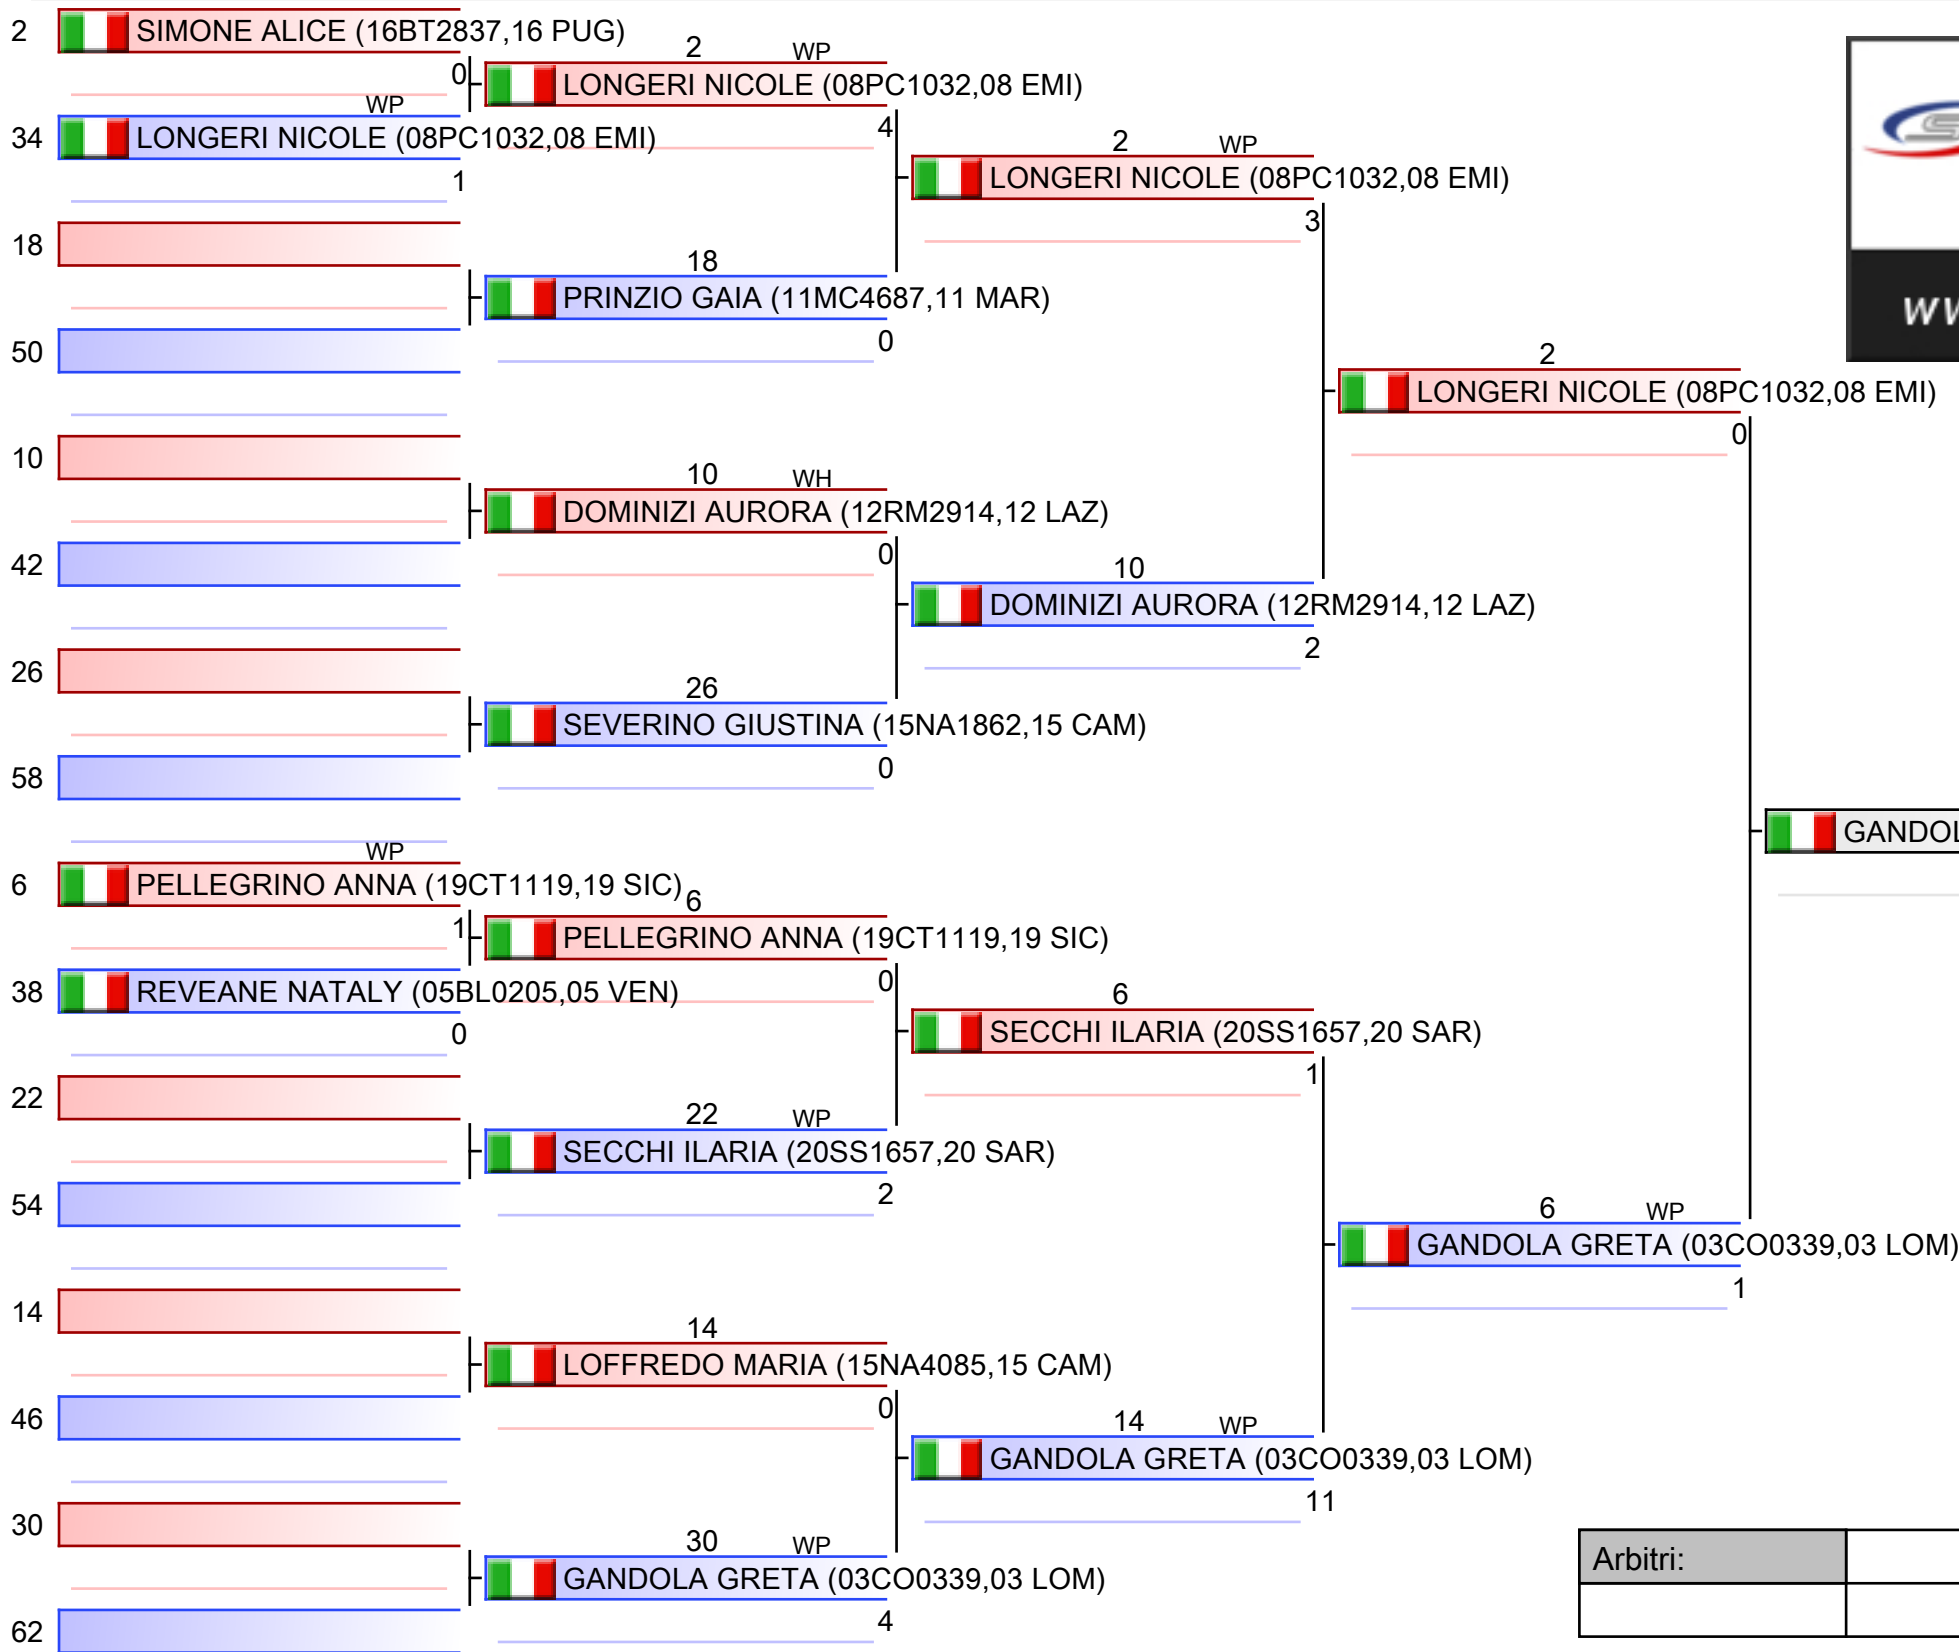 2 SIMONE ALICE (16BT2837,16 PUG)
2 WP
0 LONGERI NICOLE (08PC1032,08 EMI)
WP
34 LONGERI NICOLE (08PC1032,08 EMI)
4
2 WP
LONGERI NICOLE (08PC1032,08 EMI)
1
3
18
18
PRINZIO GAIA (11MC4687,11 MAR)
0
50
2
LONGERI NICOLE (08PC1032,08 EMI)
0
10
10 WH
DOMINIZI AURORA (12RM2914,12 LAZ)
0
42
10
DOMINIZI AURORA (12RM2914,12 LAZ)
2
26
26
SEVERINO GIUSTINA (15NA1862,15 CAM)
0
58
GANDOL
WP
6 PELLEGRINO ANNA (19CT1119,19 SIC)
6
1 PELLEGRINO ANNA (19CT1119,19 SIC)
0
38 REVEANE NATALY (05BL0205,05 VEN)
0
6
SECCHI ILARIA (20SS1657,20 SAR)
1
22
22 WP
SECCHI ILARIA (20SS1657,20 SAR)
2
54
6 WP
GANDOLA GRETA (03CO0339,03 LOM)
1
14
14
LOFFREDO MARIA (15NA4085,15 CAM)
0
46
14 WP
GANDOLA GRETA (03CO0339,03 LOM)
11
30
30 WP
GANDOLA GRETA (03CO0339,03 LOM)
4
62
Arbitri: